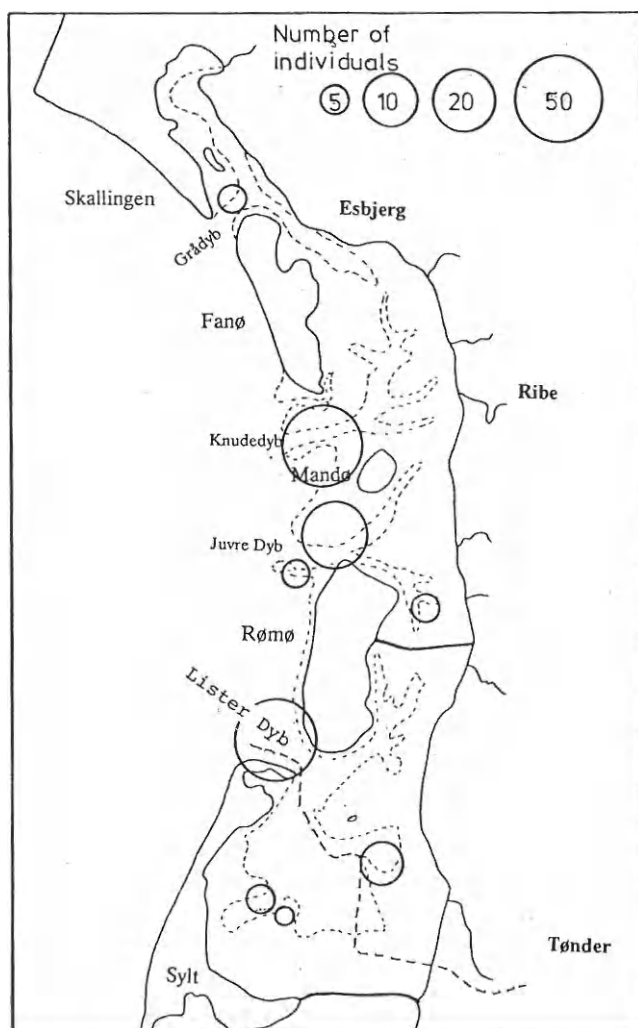 Number of
individuals
5 10 20 50
Skallingen
Esbjerg
Grådyb
Fanø
Ribe
Knudedyb
Mandø
Juvre Dyb
Rømø
Lister Dyb
Tønder
Sylt